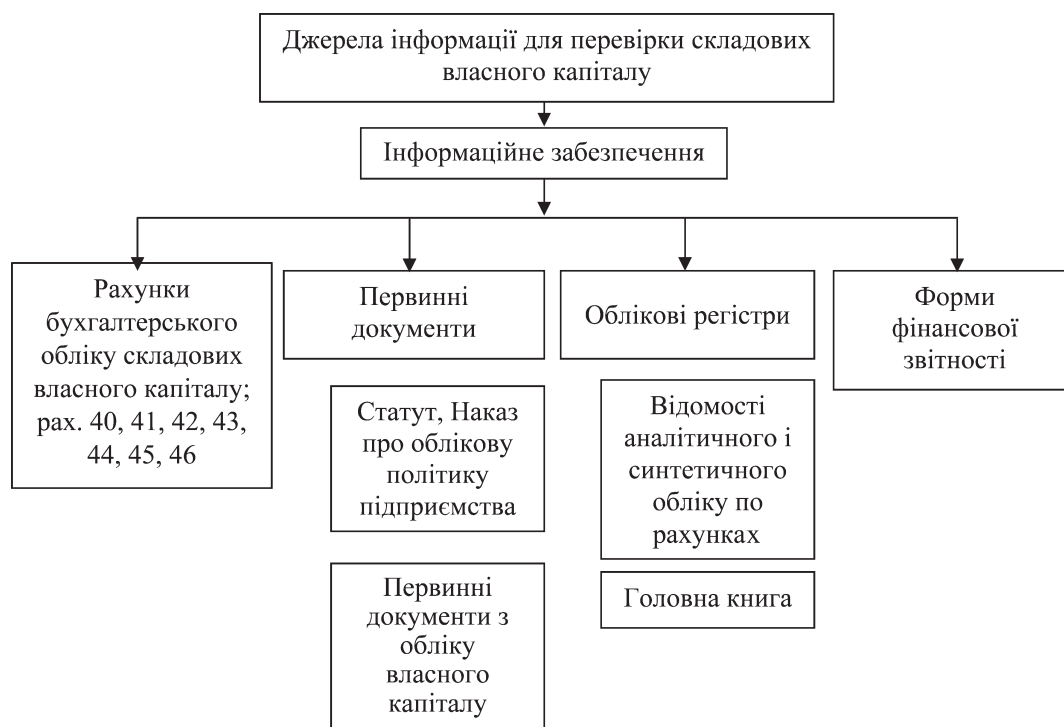 Джерела інформації для перевірки складових
власного капіталу
Інформаційне забезпечення
Рахунки
бухгалтерського
обліку складових
власного капіталу;
рах. 40, 41, 42, 43,
44, 45, 46
Первинні
документи
Статут, Наказ
про облікову
політику
підприємства
Первинні
документи з
обліку
власного
капіталу
Облікові регістри
Відомості
аналітичного і
синтетичного
обліку по
рахунках
Головна книга
Форми
фінансової
звітності